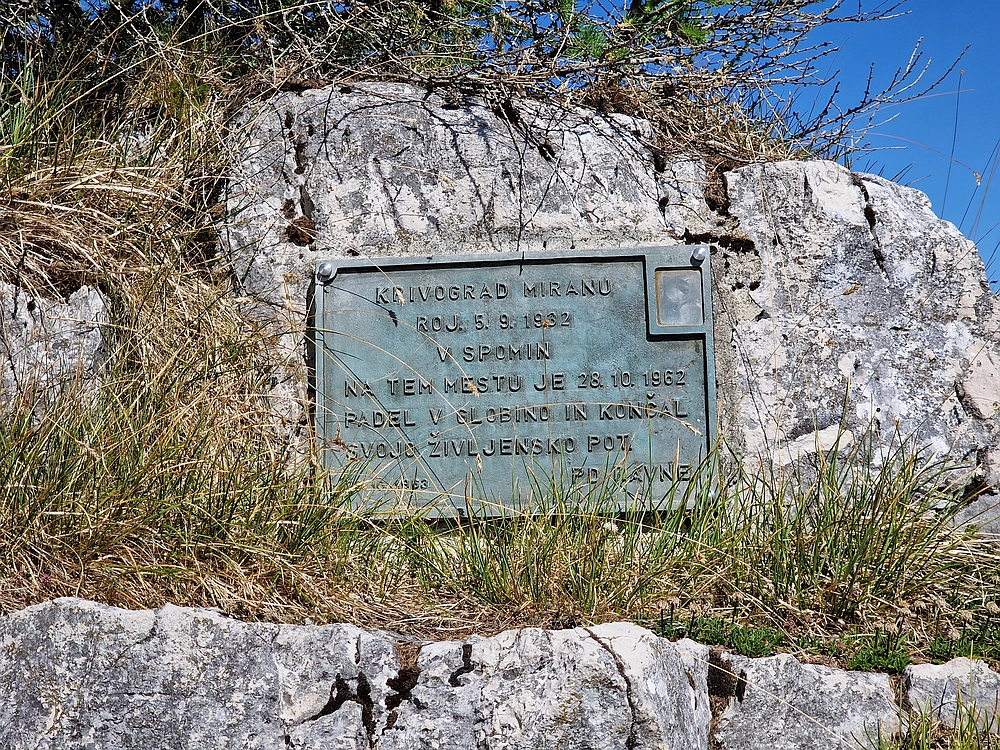 KRIVOGRAD MIRANU
ROJ. 5. 9. 1932
V SPOMIN
NA TEM MESTU JE 28. 10. 1962
PADEL V GLOBINO IN KONČAL
SVOJO ŽIVLJENSKO POT.
PD RAVNE